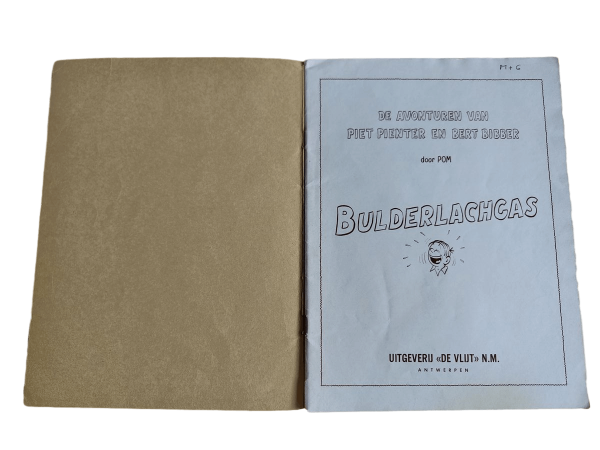 PT+ G
DE AVONTUREN VAN
PIET PIENTER EN BERT BIBBER
door POM
BULDERLACHGAS
UITGEVERIJ «DE VLIJT» N.M.
ANTWERPEN